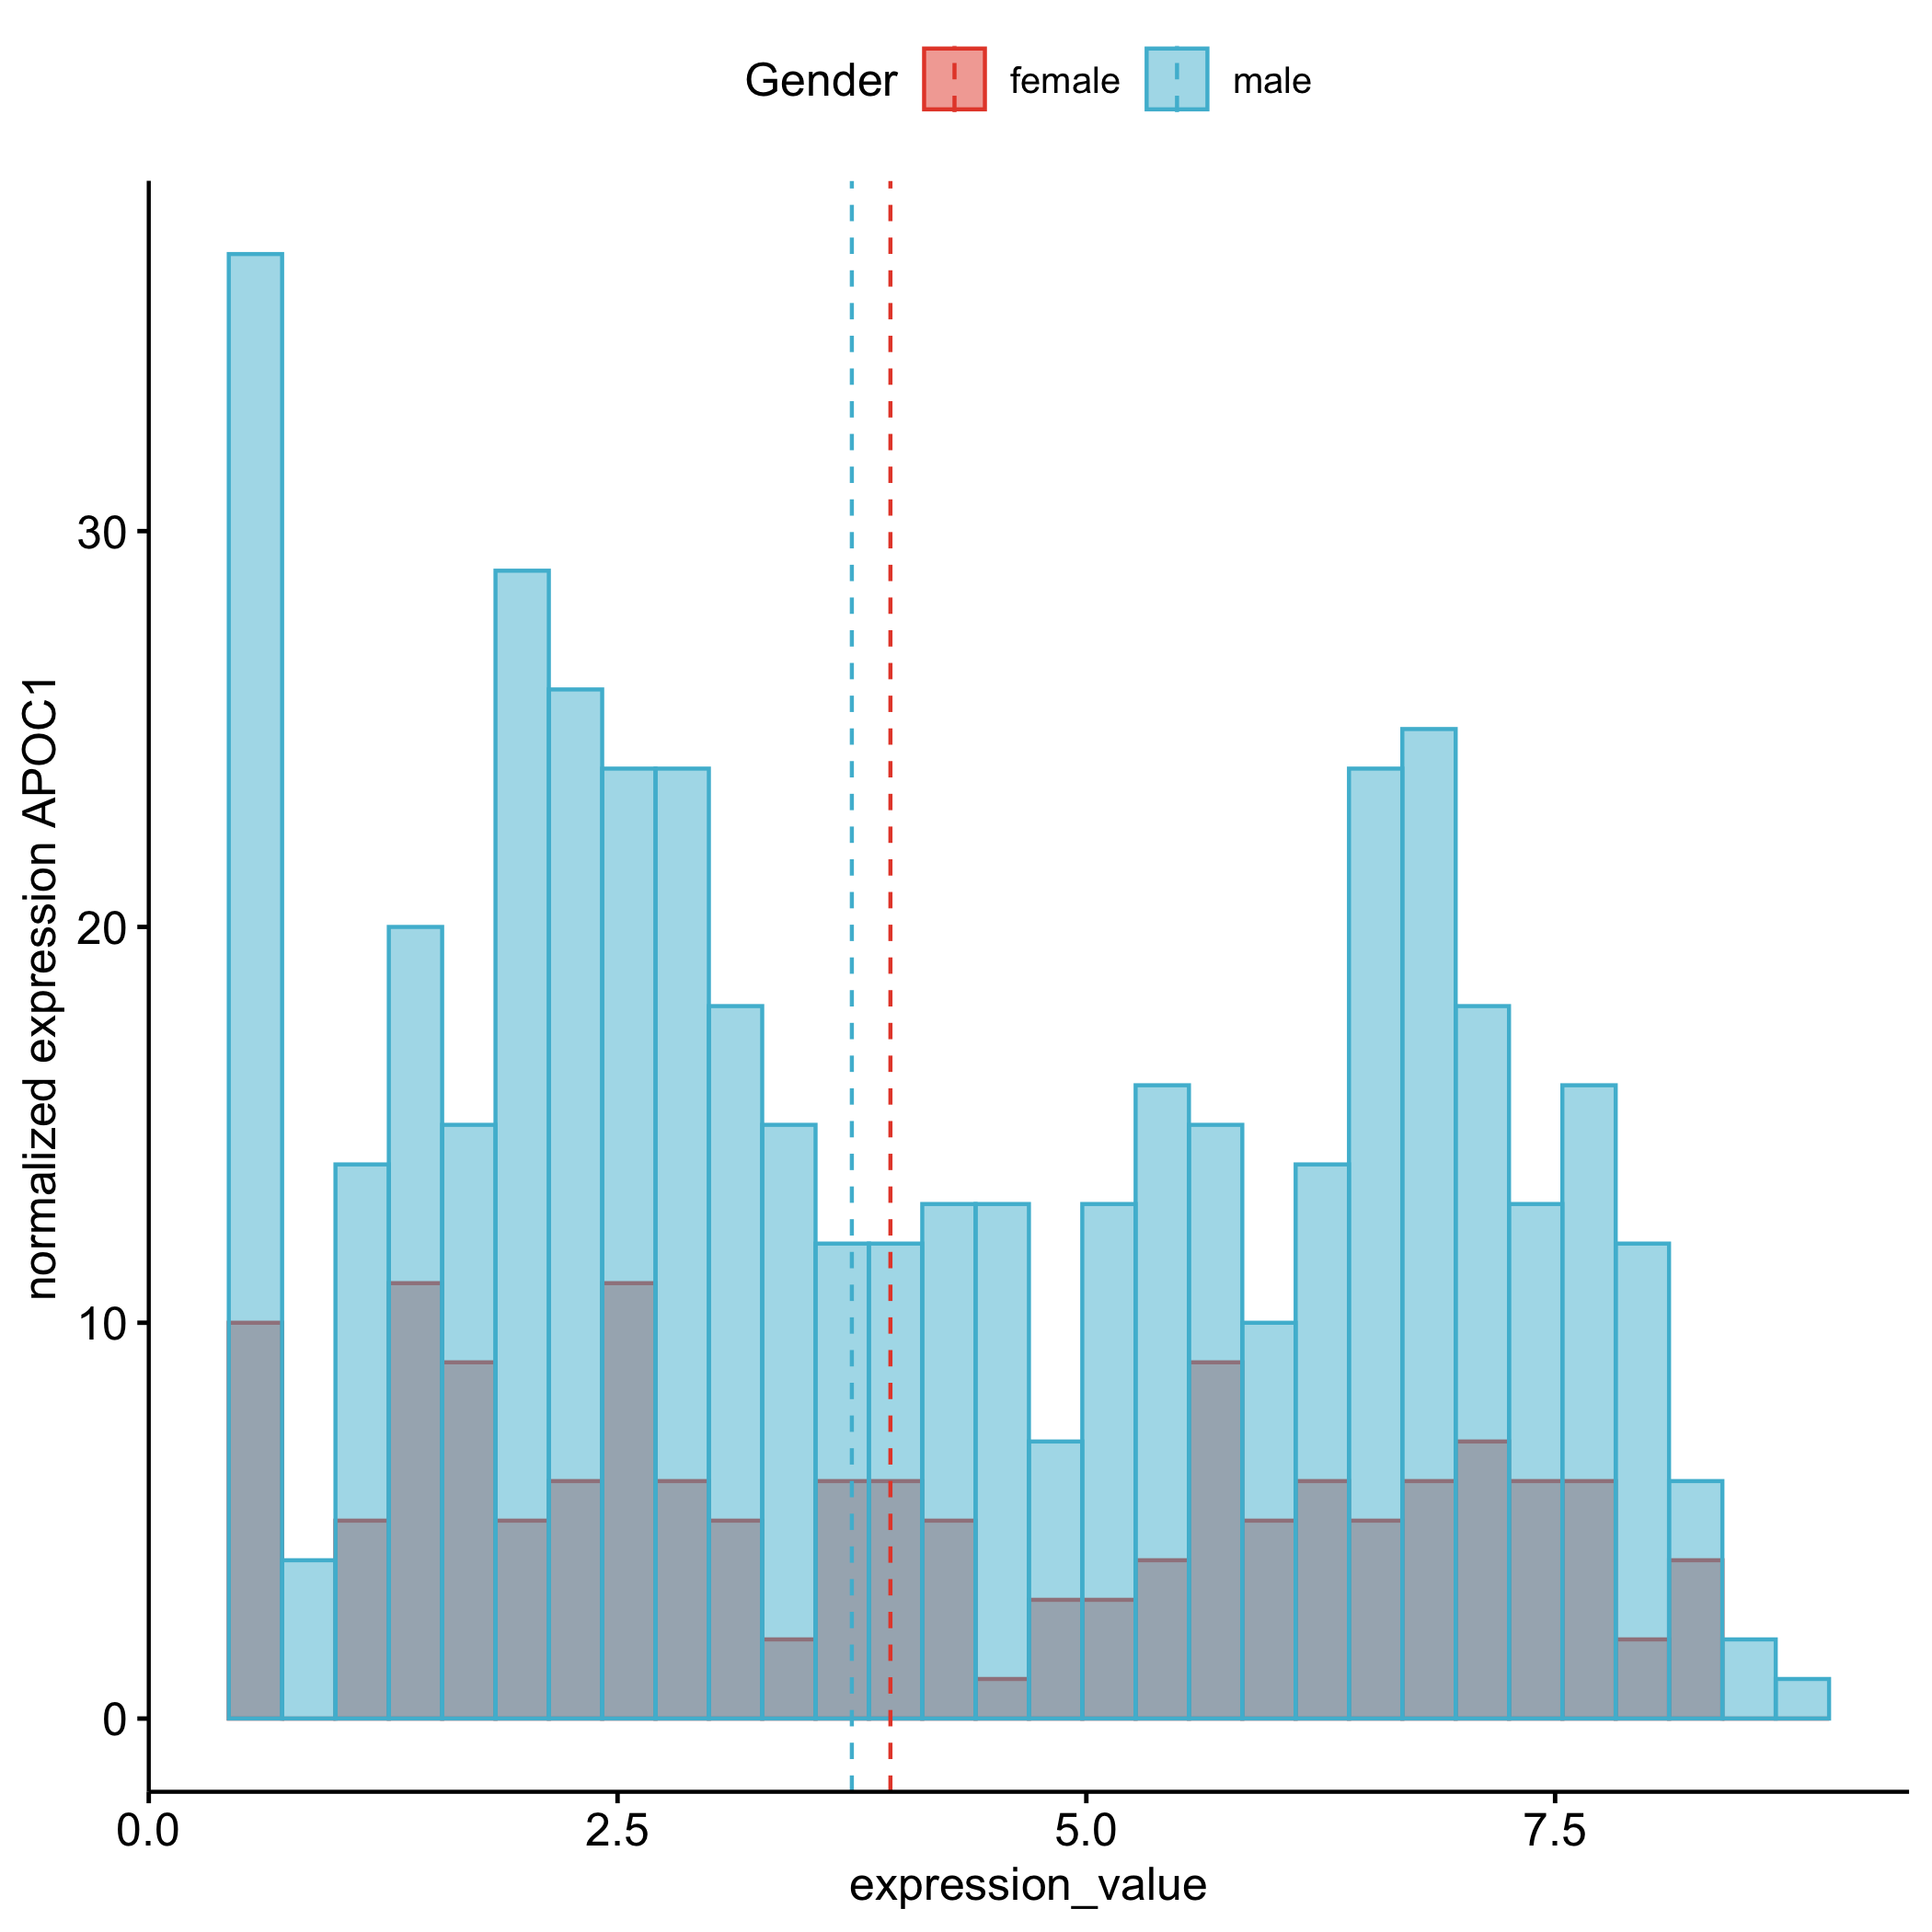 Gender female male
normalized expression APOC1
30
20
10
0
0.0 2.5 5.0 7.5
expression_value